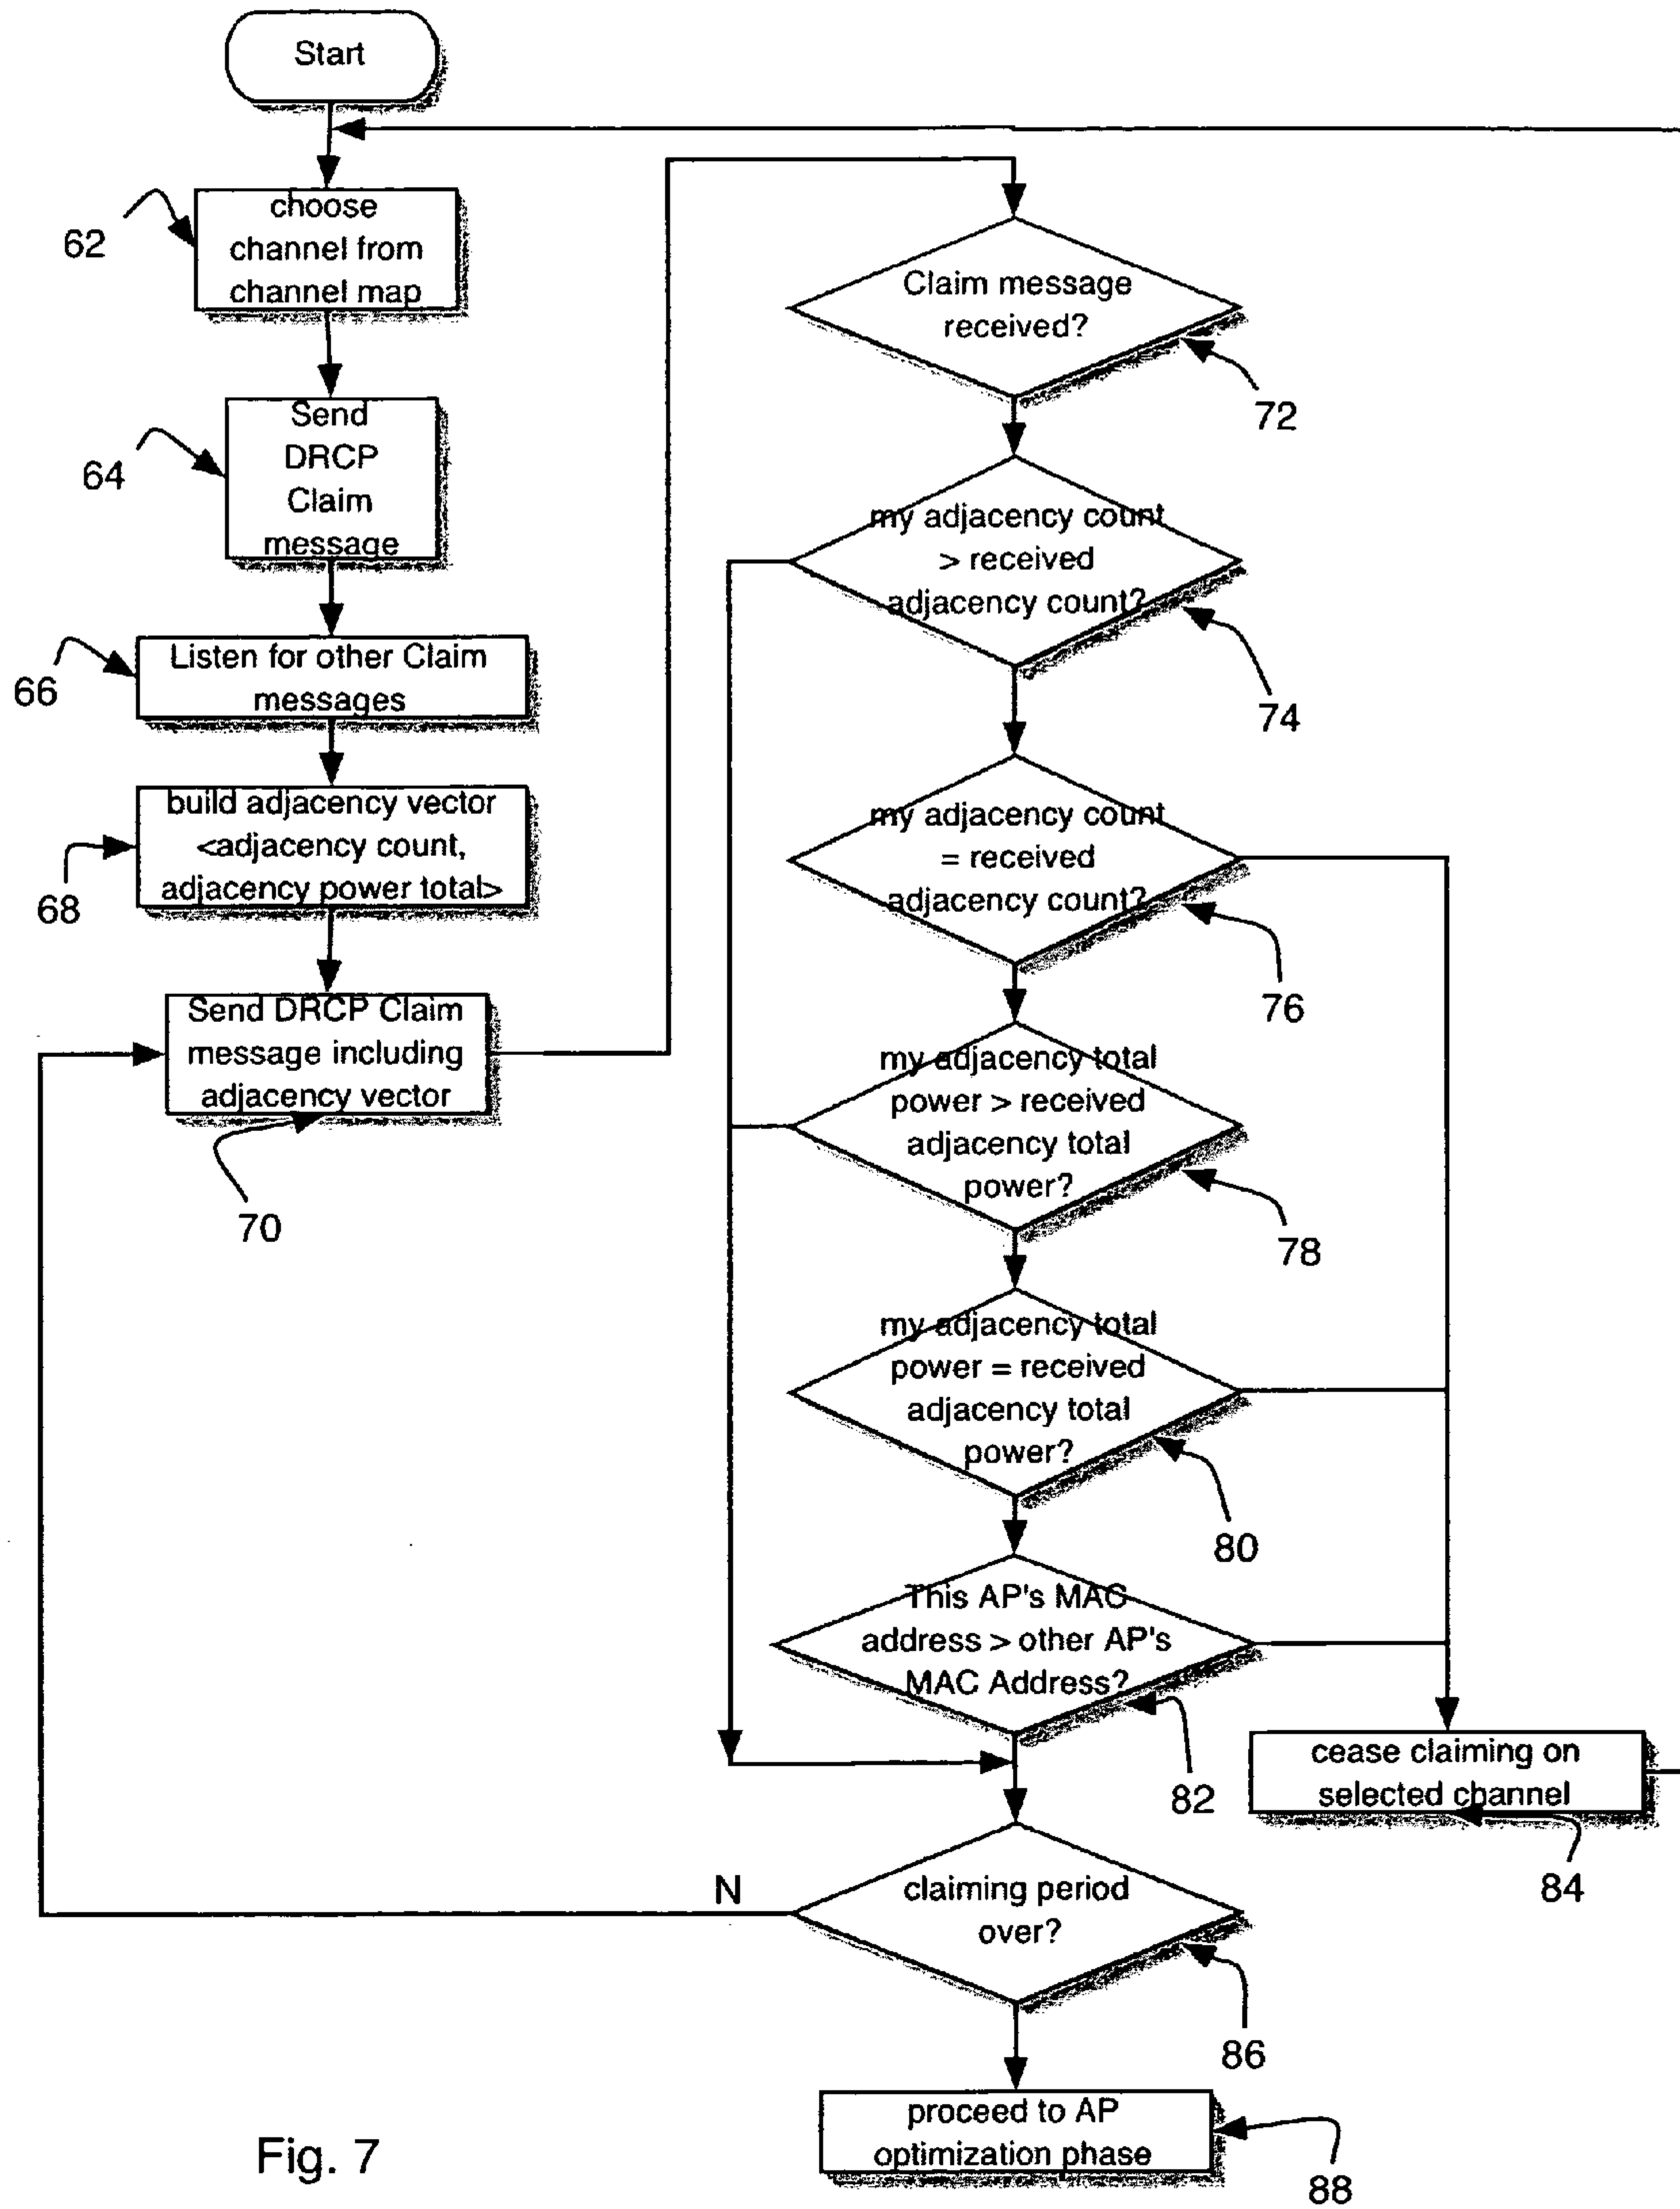 Start
choose
channel from
channel map
62
Send
DRCP
Claim
message
64
Listen for other Claim
messages
66
build adjacency vector
<adjacency count,
adjacency power total>
68
Send DRCP Claim
message including
adjacency vector
70
Claim message
received?
72
my adjacency count
> received
adjacency count?
74
my adjacency count
= received
adjacency count?
76
my adjacency total
power > received
adjacency total
power?
78
my adjacency total
power = received
adjacency total
power?
80
This AP's MAC
address > other AP's
MAC Address?
82
cease claiming on
selected channel
84
N
claiming period
over?
86
proceed to AP
optimization phase
88
Fig. 7